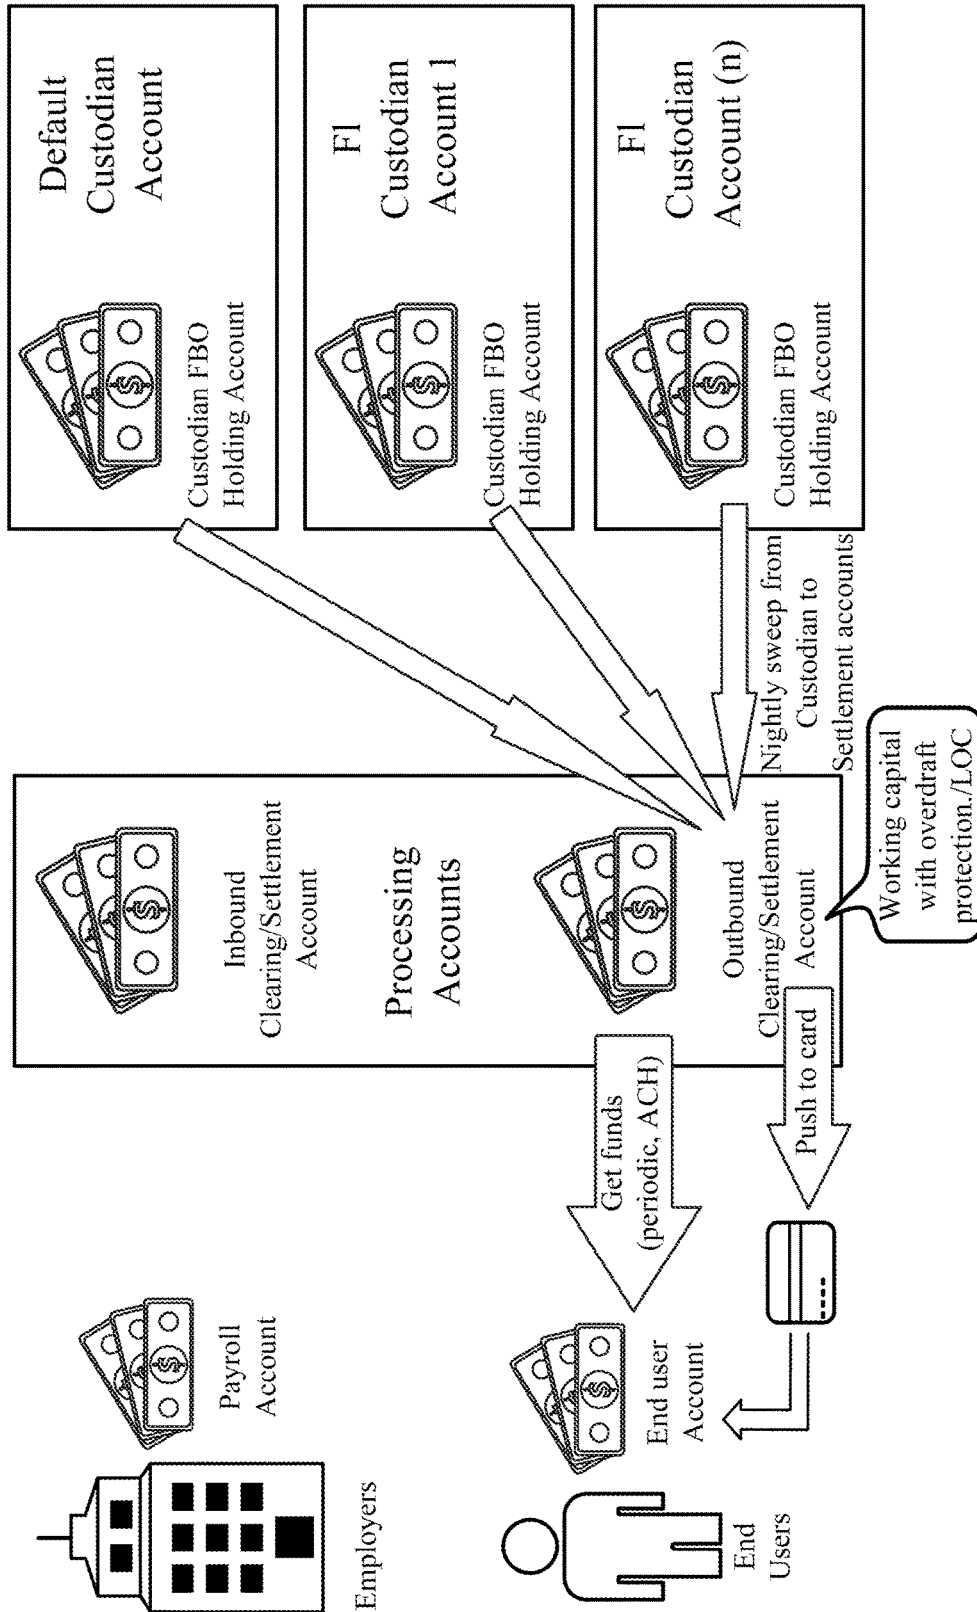 Employers
Payroll
Account
End
Users
End user
Account
Get funds
(periodic, ACH)
Push to card
Inbound
Clearing/Settlement
Account
Processing
Accounts
Outbound
Clearing/Settlement
Account
Working capital
with overdraft
protection./LOC
Nightly sweep from
Custodian to
Settlement accounts
Default
Custodian
Account
Custodian FBO
Holding Account
FI
Custodian
Account 1
Custodian FBO
Holding Account
FI
Custodian
Account (n)
Custodian FBO
Holding Account